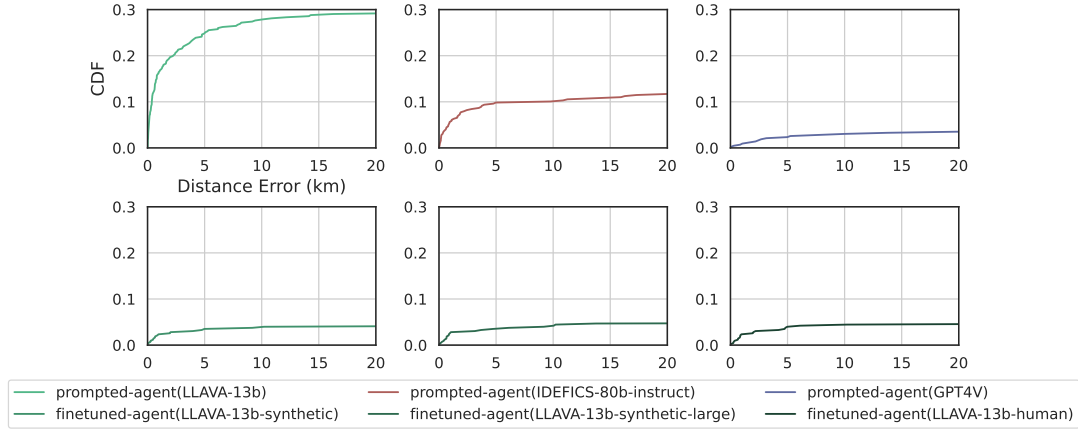 0.3 0.3 0.3
0.2 0.2 0.2
CDF
0.1 0.1 0.1
0.0 0.0 0.0
0 5 10 15 20 0 5 10 15 20 0 5 10 15 20
Distance Error (km)
0.3 0.3 0.3
0.2 0.2 0.2
0.1 0.1 0.1
0.0 0.0 0.0
0 5 10 15 20 0 5 10 15 20 0 5 10 15 20
prompted-agent(LLAVA-13b) prompted-agent(IDEFICS-80b-instruct) prompted-agent(GPT4V)
finetuned-agent(LLAVA-13b-synthetic) finetuned-agent(LLAVA-13b-synthetic-large) finetuned-agent(LLAVA-13b-human)